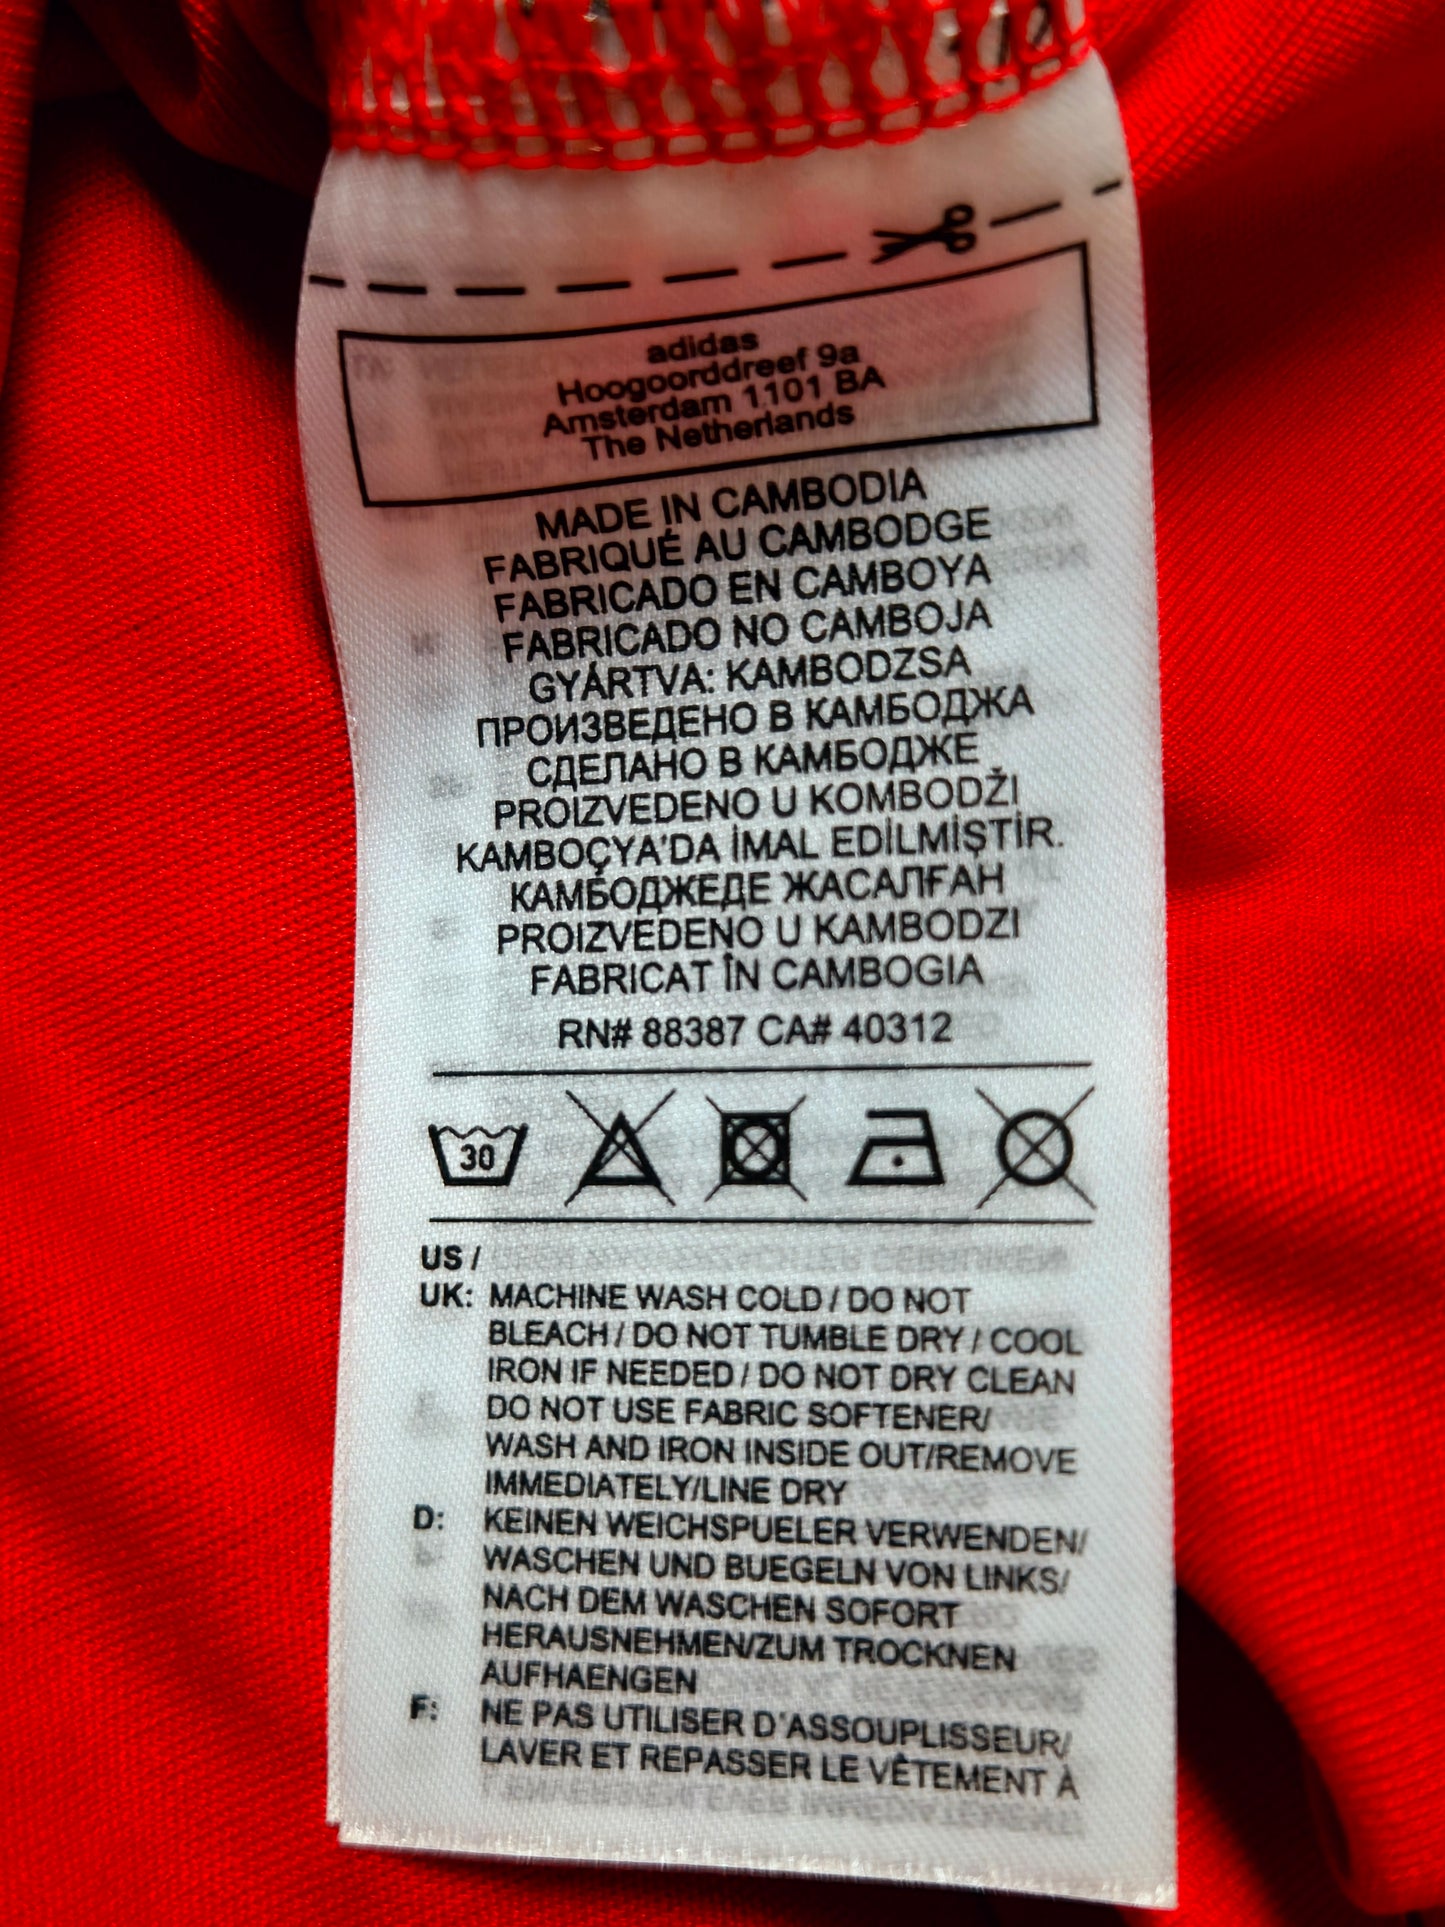 adidas
Hoogoorddreef 9a
Amsterdam 1101 BA
The Netherlands
MADE IN CAMBODIA
FABRIQUÉ AU CAMBODGE
FABRICADO EN CAMBOYA
FABRICADO NO CAMBOJA
GYÁRTVA: KAMBODZSA
ПРОИЗВЕДЕНО В КАМБОДЖА
СДЕЛАНО В КАМБОДЖЕ
PROIZVEDENO U KOMBODŽI
KAMBOÇYA'DA İMAL EDİLMİŞTİR.
КАМБОДЖЕДЕ ЖАСАЛҒАН
PROIZVEDENO U KAMBODZI
FABRICAT ÎN CAMBOGIA
RN# 88387 CA# 40312
30
US /
UK: MACHINE WASH COLD / DO NOT
BLEACH / DO NOT TUMBLE DRY / COOL
IRON IF NEEDED / DO NOT DRY CLEAN
DO NOT USE FABRIC SOFTENER/
WASH AND IRON INSIDE OUT/REMOVE
IMMEDIATELY/LINE DRY
D: KEINEN WEICHSPUELER VERWENDEN/
WASCHEN UND BUEGELN VON LINKS/
NACH DEM WASCHEN SOFORT
HERAUSNEHMEN/ZUM TROCKNEN
AUFHAENGEN
F: NE PAS UTILISER D'ASSOUPLISSEUR/
LAVER ET REPASSER LE VÊTEMENT À